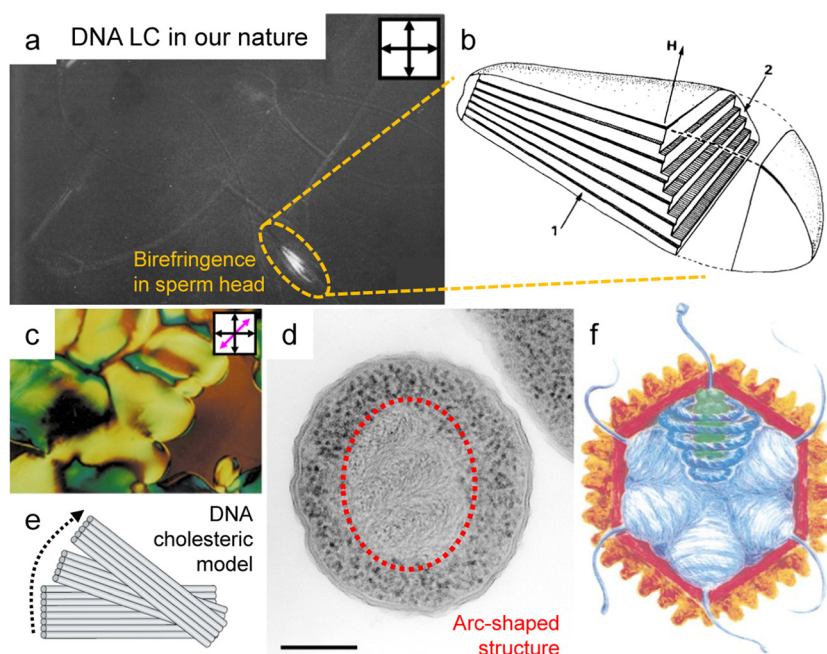 a
DNA LC in our nature
b
H
2
1
Birefringence
in sperm head
c
d
f
e
DNA
cholesteric
model
Arc-shaped
structure